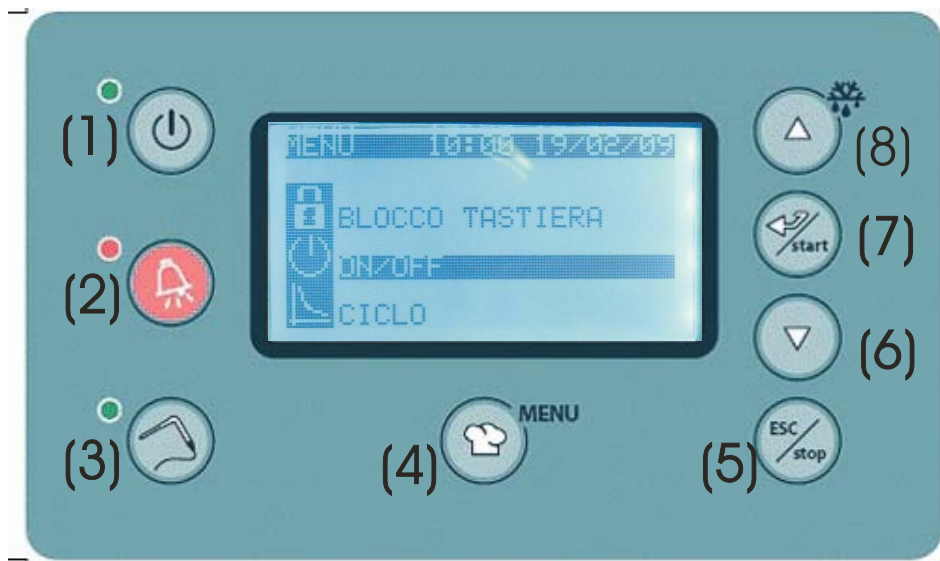 MENU 10:00 19/02/09
BLOCCO TASTIERA
ON/OFF
CICLO
(1)
(2)
(3)
(4)
MENU
(8)
(7)
start
(6)
(5)
ESC/
stop